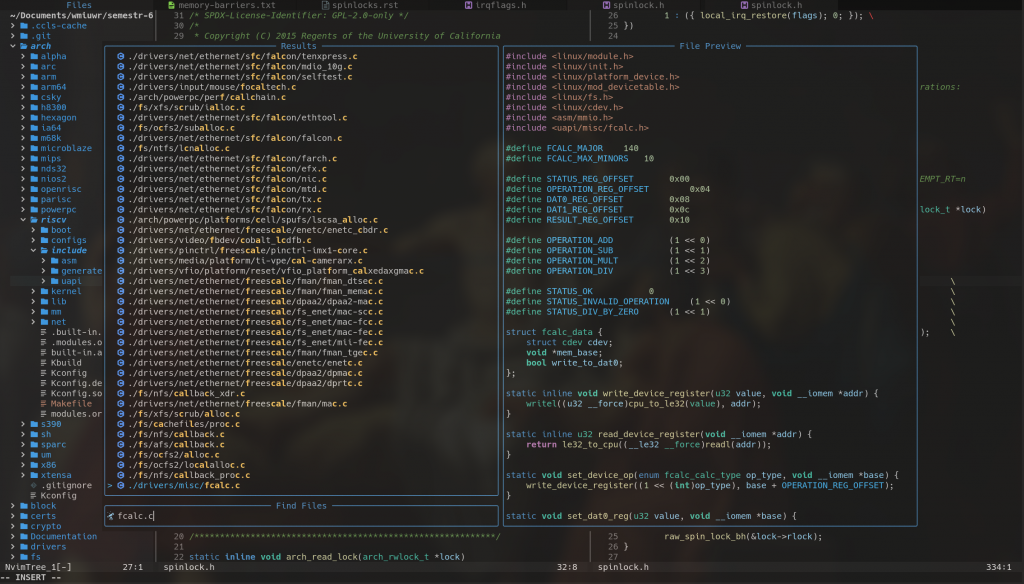 Files
memory-barriers.txt
spinlocks.rst
irqflags.h
spinlock.h
spinlock.h
~/Documents/wmiuwr/semestr-6
.ccls-cache
.git
arch
alpha
arc
arm
arm64
csky
h8300
hexagon
ia64
m68k
microblaze
mips
nds32
nios2
openrisc
parisc
powerpc
riscv
boot
configs
include
asm
generate
uapi
kernel
lib
mm
net
.built-in.
.modules.o
built-in.a
Kbuild
Kconfig
Kconfig.de
Kconfig.so
Makefile
modules.or
s390
sh
sparc
um
x86
xtensa
.gitignore
Kconfig
block
certs
crypto
Documentation
drivers
fs
31 /* SPDX-License-Identifier: GPL-2.0-only */
30 /*
29  * Copyright (C) 2015 Regents of the University of California
26 1 : ({ local_irq_restore(flags); 0; }); \
25 })
24
Results
./drivers/net/ethernet/sfc/falcon/tenxpress.c
./drivers/net/ethernet/sfc/falcon/mdio_10g.c
./drivers/net/ethernet/sfc/falcon/selftest.c
./drivers/input/mouse/focaltech.c
./arch/powerpc/perf/callchain.c
./fs/xfs/scrub/ialloc.c
./drivers/net/ethernet/sfc/falcon/ethtool.c
./fs/ocfs2/suballoc.c
./drivers/net/ethernet/sfc/falcon/falcon.c
./fs/ntfs/lcnalloc.c
./drivers/net/ethernet/sfc/falcon/farch.c
./drivers/net/ethernet/sfc/falcon/efx.c
./drivers/net/ethernet/sfc/falcon/nic.c
./drivers/net/ethernet/sfc/falcon/mtd.c
./drivers/net/ethernet/sfc/falcon/tx.c
./drivers/net/ethernet/sfc/falcon/rx.c
./arch/powerpc/platforms/cell/spufs/lscsa_alloc.c
./drivers/net/ethernet/freescale/enetc/enetc_cbdr.c
./drivers/video/fbdev/cobalt_lcdfb.c
./drivers/pinctrl/freescale/pinctrl-imx1-core.c
./drivers/media/platform/ti-vpe/cal-camerarx.c
./drivers/vfio/platform/reset/vfio_platform_calxedaxgmac.c
./drivers/net/ethernet/freescale/fman/fman_dtsec.c
./drivers/net/ethernet/freescale/fman/fman_memac.c
./drivers/net/ethernet/freescale/dpaa2/dpaa2-mac.c
./drivers/net/ethernet/freescale/fs_enet/mac-scc.c
./drivers/net/ethernet/freescale/fs_enet/mac-fcc.c
./drivers/net/ethernet/freescale/fs_enet/mac-fec.c
./drivers/net/ethernet/freescale/fs_enet/mii-fec.c
./drivers/net/ethernet/freescale/fman/fman_tgec.c
./drivers/net/ethernet/freescale/enetc/enetc.c
./drivers/net/ethernet/freescale/dpaa2/dpmac.c
./drivers/net/ethernet/freescale/dpaa2/dprtc.c
./fs/nfs/callback_xdr.c
./drivers/net/ethernet/freescale/fman/mac.c
./fs/xfs/scrub/alloc.c
./fs/cachefiles/proc.c
./fs/nfs/callback.c
./fs/afs/callback.c
./fs/ocfs2/alloc.c
./fs/ocfs2/localalloc.c
./fs/nfs/callback_proc.c
> ./drivers/misc/fcalc.c
Find Files
fcalc.c
File Preview
#include <linux/module.h>
#include <linux/init.h>
#include <linux/platform_device.h>
#include <linux/mod_devicetable.h>
#include <linux/fs.h>
#include <linux/cdev.h>
#include <asm/mmio.h>
#include <uapi/misc/fcalc.h>
#define FCALC_MAJOR 140
#define FCALC_MAX_MINORS 10
#define STATUS_REG_OFFSET 0x00
#define OPERATION_REG_OFFSET 0x04
#define DAT0_REG_OFFSET 0x08
#define DAT1_REG_OFFSET 0x0c
#define RESULT_REG_OFFSET 0x10
#define OPERATION_ADD (1 << 0)
#define OPERATION_SUB (1 << 1)
#define OPERATION_MULT (1 << 2)
#define OPERATION_DIV (1 << 3)
#define STATUS_OK 0
#define STATUS_INVALID_OPERATION (1 << 0)
#define STATUS_DIV_BY_ZERO (1 << 1)
struct fcalc_data {
struct cdev cdev;
void *mem_base;
bool write_to_dat0;
};
static inline void write_device_register(u32 value, void __iomem *addr) {
writel((u32 __force)cpu_to_le32(value), addr);
}
static inline u32 read_device_register(void __iomem *addr) {
return le32_to_cpu((__le32 __force)readl(addr));
}
static void set_device_op(enum fcalc_calc_type op_type, void __iomem *base) {
write_device_register((1 << (int)op_type), base + OPERATION_REG_OFFSET);
}
static void set_dat0_reg(u32 value, void __iomem *base) {
rations:
EMPT_RT=n
lock_t *lock)
\
\
\
\
\
); \
20 /***********************************************************/
21
22 static inline void arch_read_lock(arch_rwlock_t *lock)
25 raw_spin_lock_bh(&lock->rlock);
26 }
27
NvimTree_1[-] 27:1 spinlock.h 32:8 spinlock.h 334:1
-- INSERT --